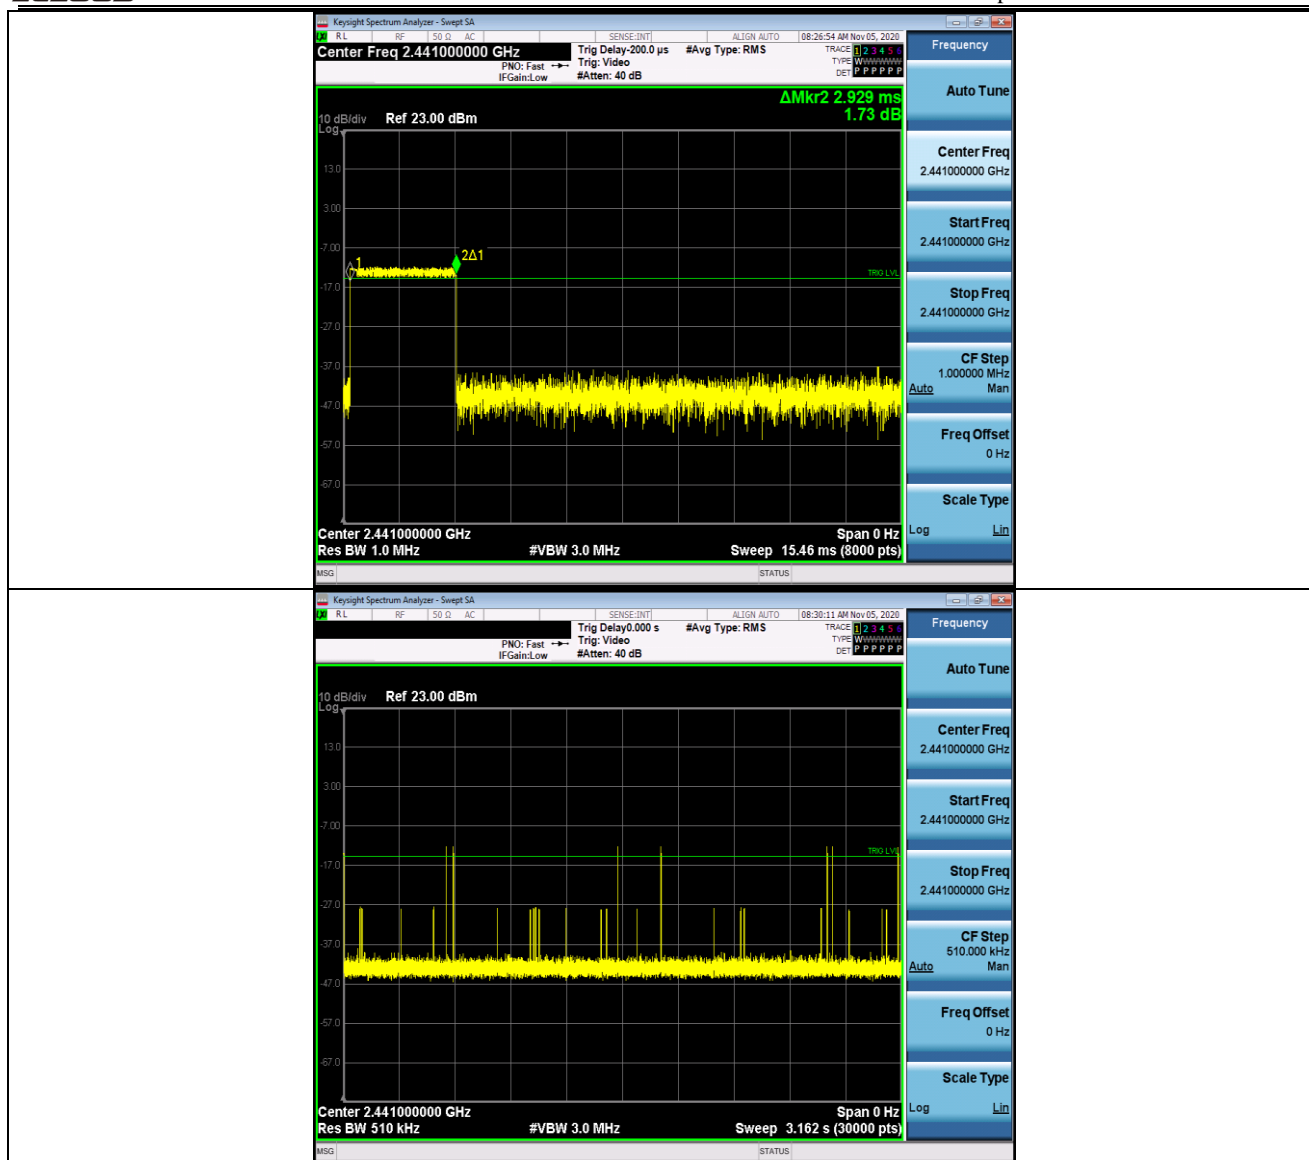 Keysight Spectrum Analyzer - Swept SA
RL RF 50 Ω AC SENSE:INT ALIGN AUTO 08:26:54 AM Nov 05, 2020
Center Freq 2.441000000 GHz Trig Delay-200.0 µs #Avg Type: RMS TRACE 1 2 3 4 5 6 Frequency
PNO: Fast Trig: Video TYPE WWWWWW
IFGain:Low #Atten: 40 dB DET P P P P P P
Auto Tune
ΔMkr2 2.929 ms
10 dB/div Ref 23.00 dBm 1.73 dB
Log
Center Freq
2.441000000 GHz
13.0
3.00
Start Freq
2.441000000 GHz
-7.00
1 2Δ1
TRIG LVL
-17.0
Stop Freq
2.441000000 GHz
-27.0
-37.0
CF Step
1.000000 MHz
Auto Man
-47.0
Freq Offset
0 Hz
-57.0
-67.0
Scale Type
Log Lin
Center 2.441000000 GHz Span 0 Hz
Res BW 1.0 MHz #VBW 3.0 MHz Sweep 15.46 ms (8000 pts)
MSG STATUS
Keysight Spectrum Analyzer - Swept SA
RL RF 50 Ω AC SENSE:INT ALIGN AUTO 08:30:11 AM Nov 05, 2020
Trig Delay0.000 s #Avg Type: RMS TRACE 1 2 3 4 5 6 Frequency
PNO: Fast Trig: Video TYPE WWWWWW
IFGain:Low #Atten: 40 dB DET P P P P P P
Auto Tune
10 dB/div Ref 23.00 dBm
Log
Center Freq
2.441000000 GHz
13.0
3.00
Start Freq
2.441000000 GHz
-7.00
TRIG LVL
-17.0
Stop Freq
2.441000000 GHz
-27.0
-37.0
CF Step
510.000 kHz
Auto Man
-47.0
Freq Offset
0 Hz
-57.0
-67.0
Scale Type
Log Lin
Center 2.441000000 GHz Span 0 Hz
Res BW 510 kHz #VBW 3.0 MHz Sweep 3.162 s (30000 pts)
MSG STATUS